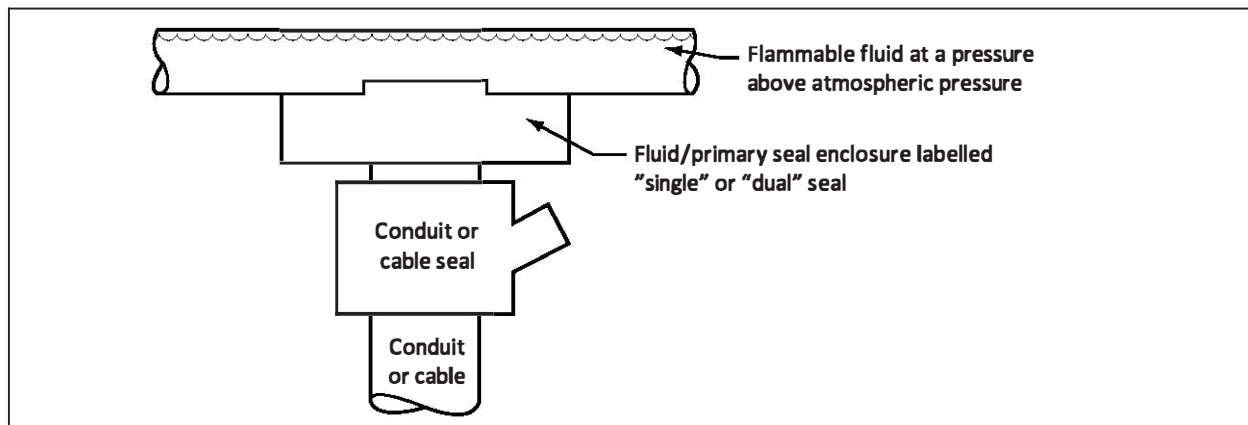 Flammable fluid at a pressure
above atmospheric pressure
Fluid/primary seal enclosure labelled
”single” or “dual” seal
Conduit or
cable seal
Conduit
or cable